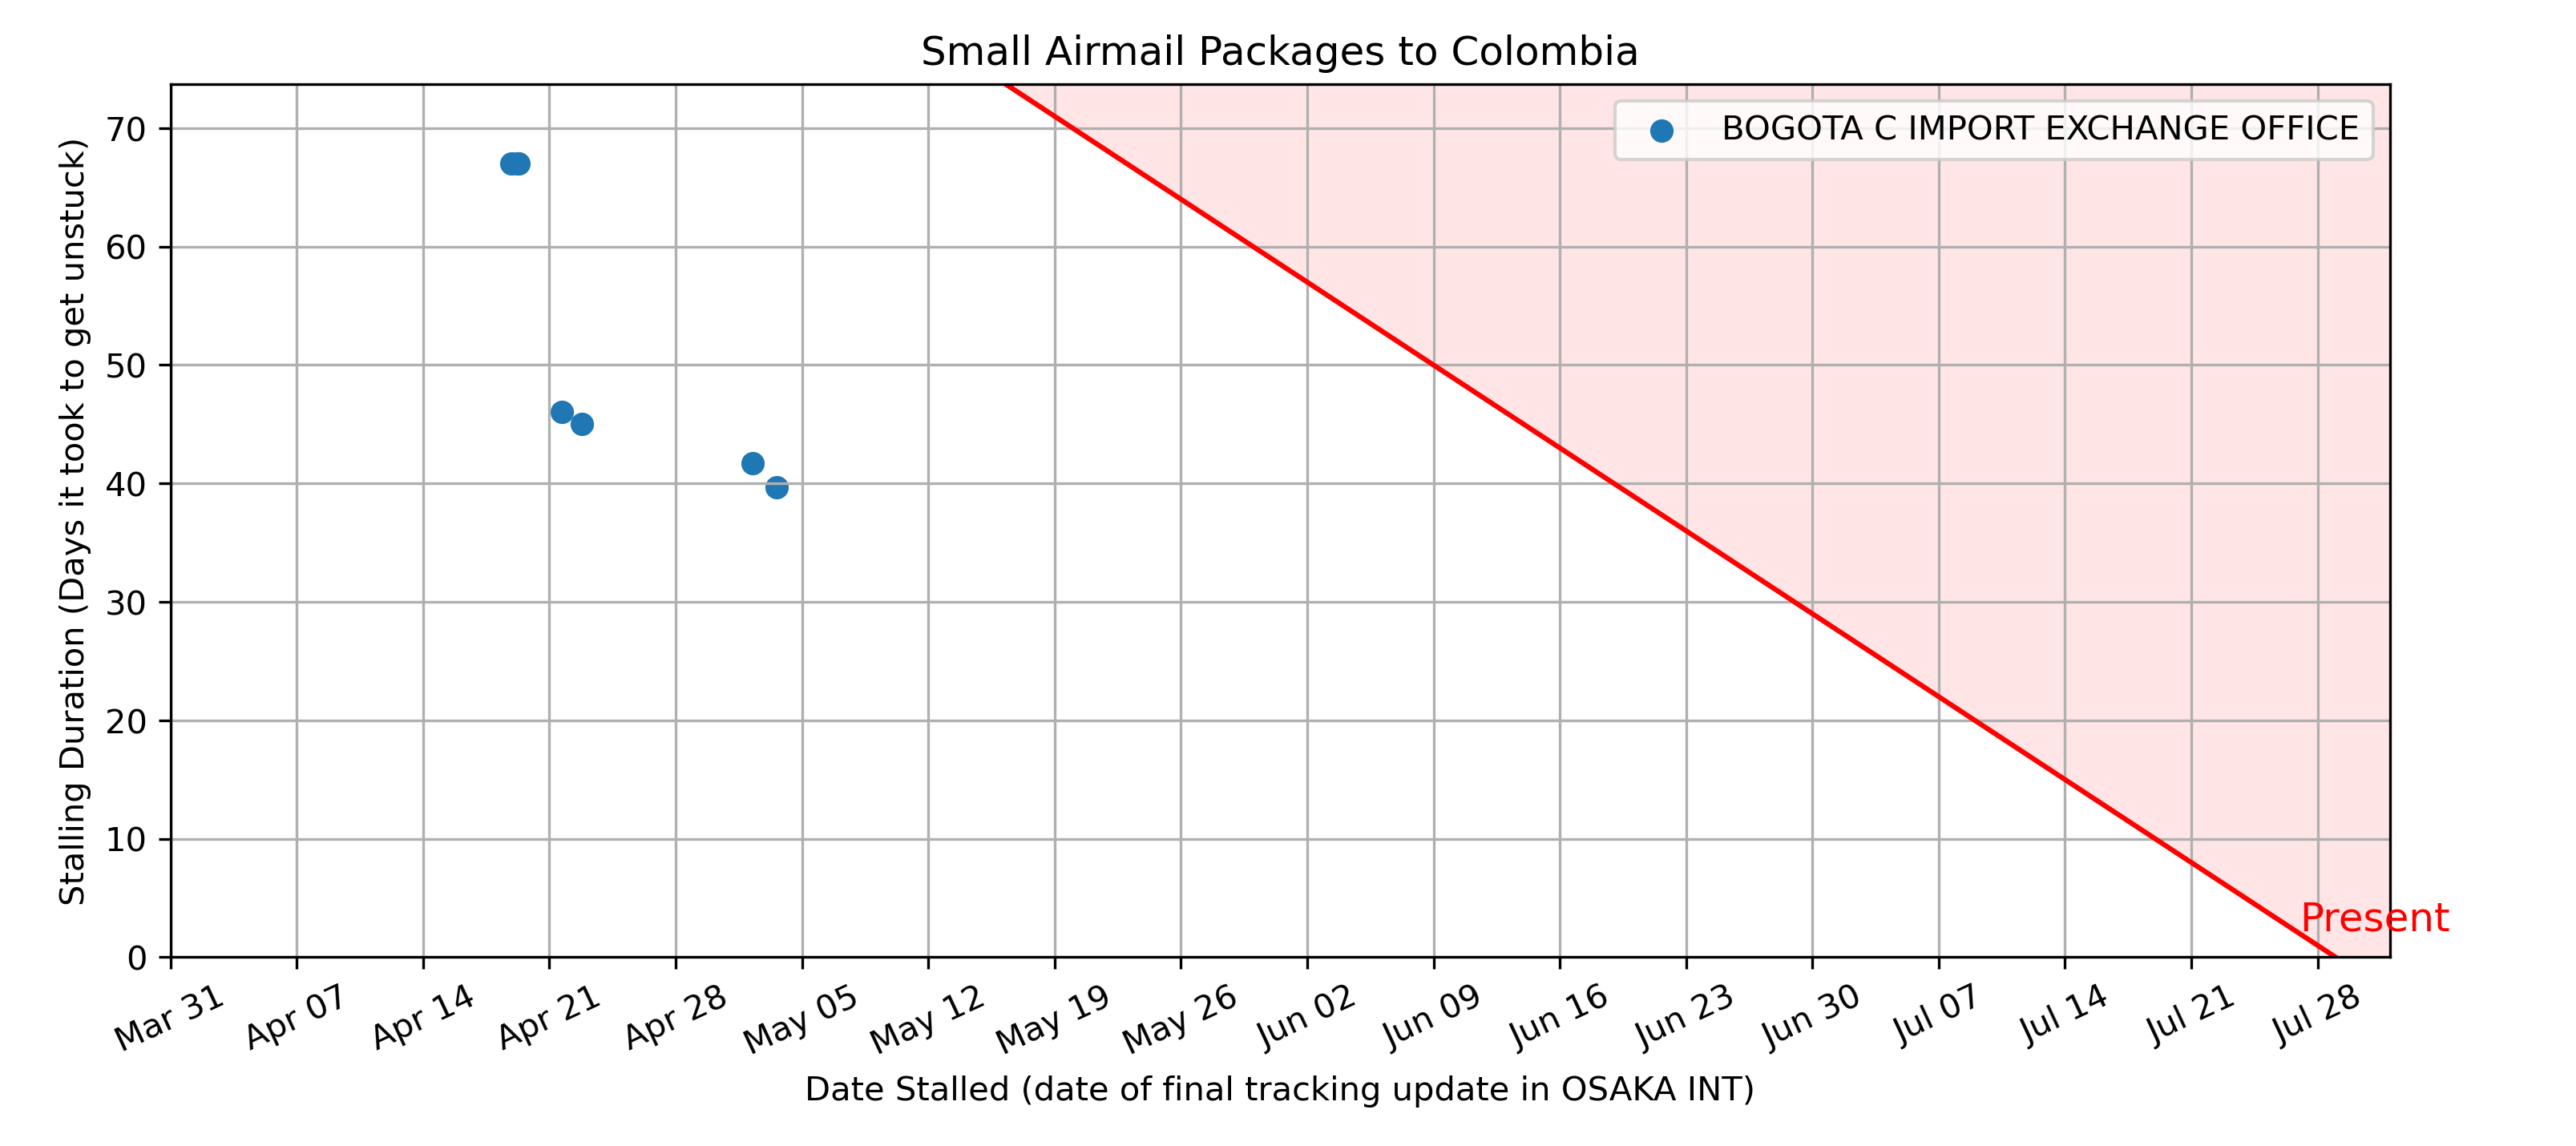 Small Airmail Packages to Colombia
BOGOTA C IMPORT EXCHANGE OFFICE
Stalling Duration (Days it took to get unstuck)
70
60
50
40
30
20
10
0
Present
Mar 31
Apr 07
Apr 14
Apr 21
Apr 28
May 05
May 12
May 19
May 26
Jun 02
Jun 09
Jun 16
Jun 23
Jun 30
Jul 07
Jul 14
Jul 21
Jul 28
Date Stalled (date of final tracking update in OSAKA INT)